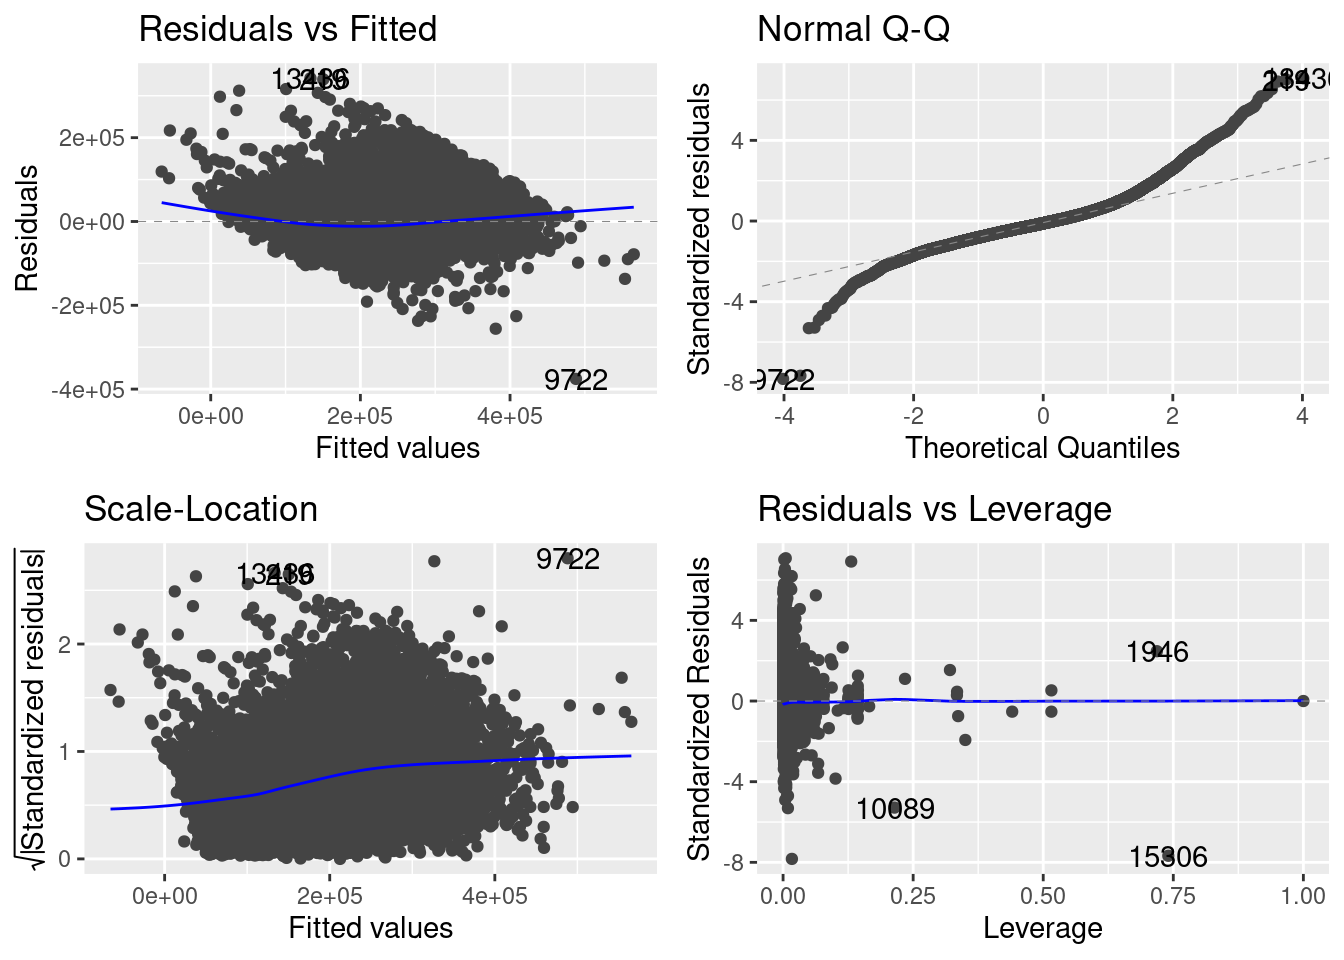 Residuals vs Fitted
9722
2e+05
0e+00
-2e+05
-4e+05
Residuals
0e+00 2e+05 4e+05
Fitted values
Normal Q-Q
9722
4
0
-4
-8
Standardized residuals
-4 -2 0 2 4
Theoretical Quantiles
Scale-Location
9722
2
1
0
√|Standardized residuals|
0e+00 2e+05 4e+05
Fitted values
Residuals vs Leverage
1946
10089
15806
4
0
-4
-8
Standardized Residuals
0.00 0.25 0.50 0.75 1.00
Leverage